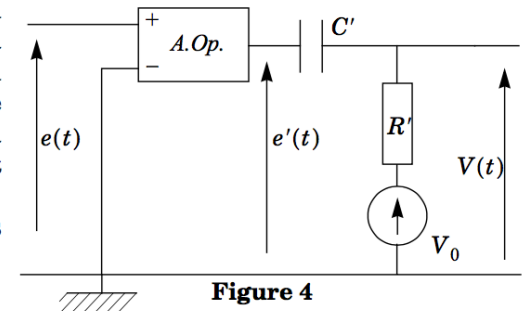 +
A.Op.
−
C'
e(t)
e'(t)
R'
V(t)
V₀
Figure 4